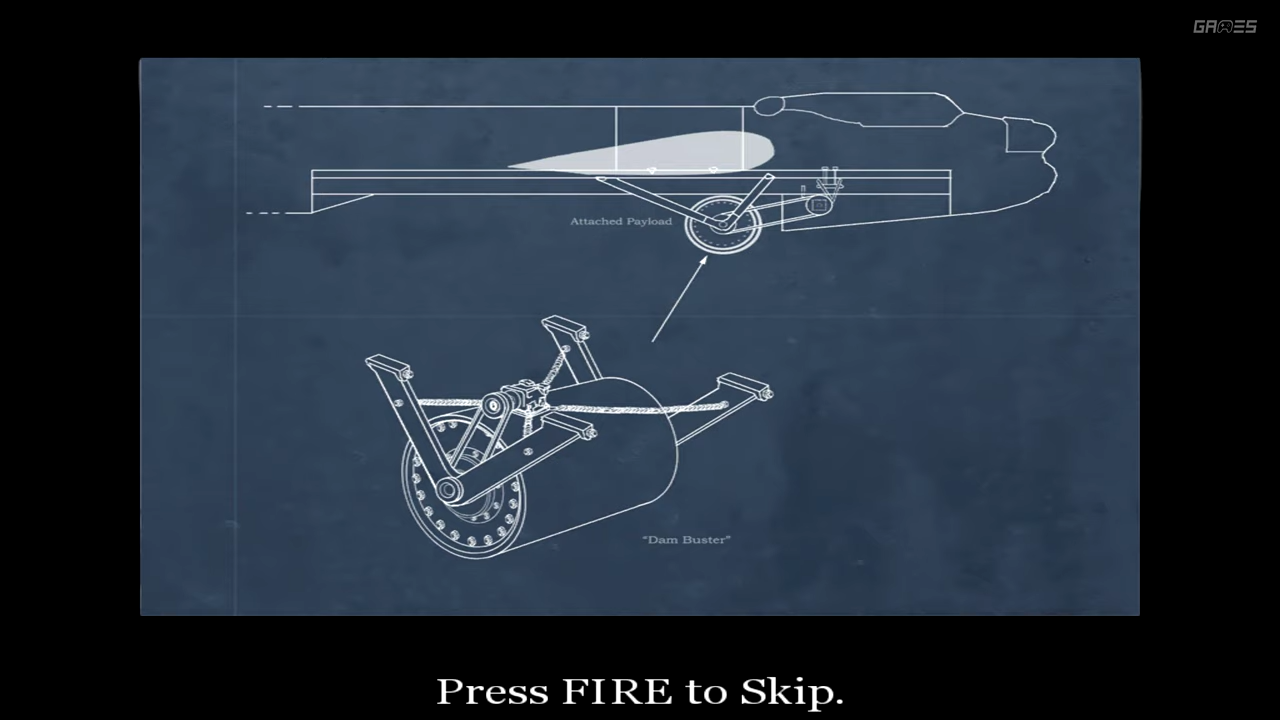 GAMES
Attached Payload
"Dam Buster"
Press FIRE to Skip.